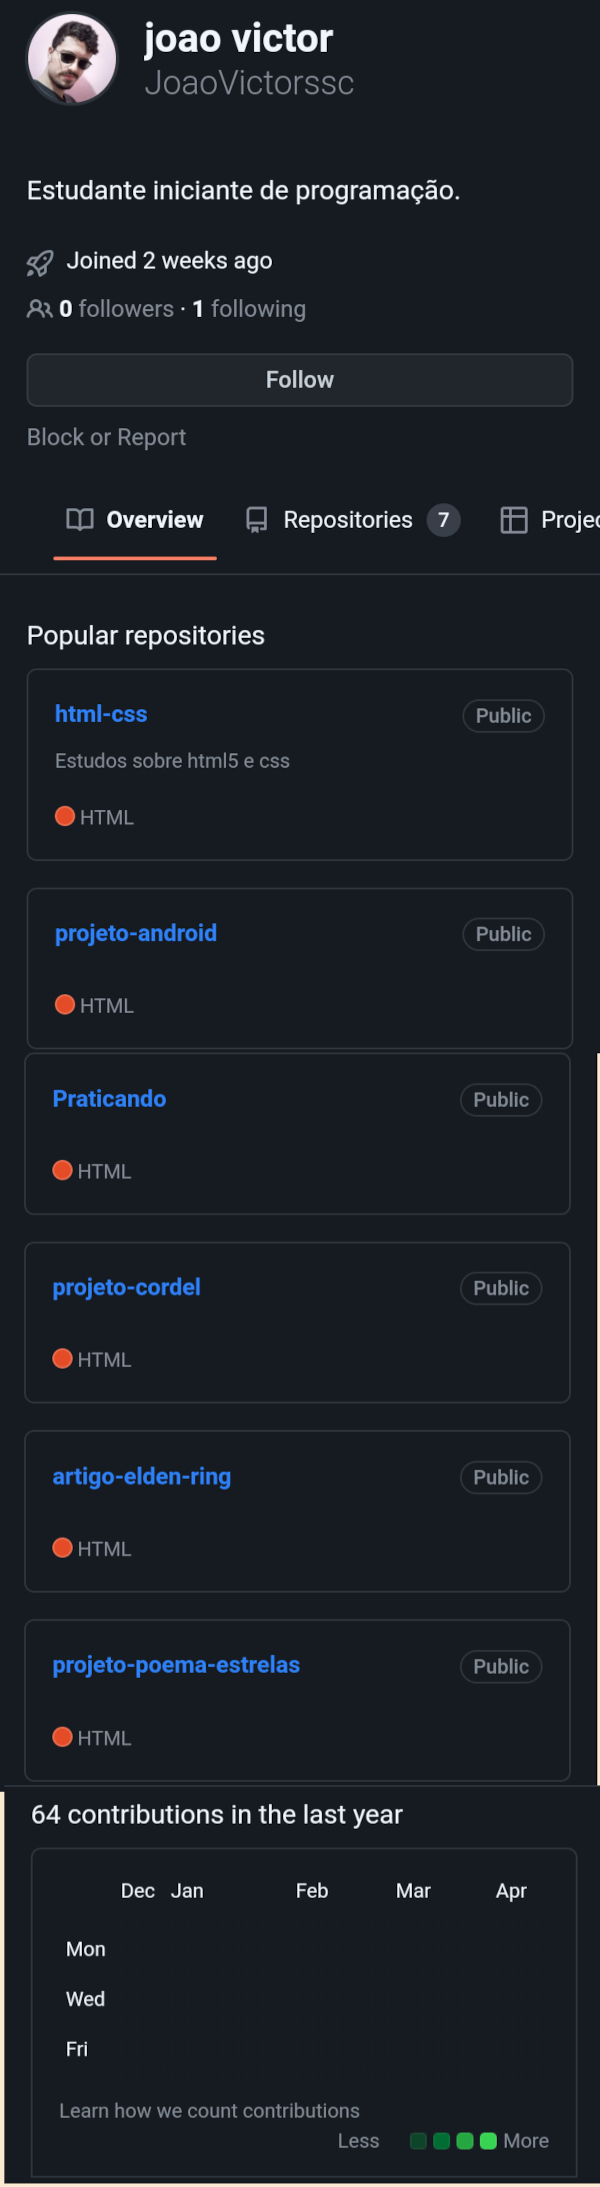 joao victor
JoaoVictorssc
Estudante iniciante de programação.
Joined 2 weeks ago
0 followers · 1 following
Follow
Block or Report
Overview Repositories 7 Projec
Popular repositories
html-css Public
Estudos sobre html5 e css
HTML
projeto-android Public
HTML
Praticando Public
HTML
projeto-cordel Public
HTML
artigo-elden-ring Public
HTML
projeto-poema-estrelas Public
HTML
64 contributions in the last year
Dec Jan Feb Mar Apr
Mon
Wed
Fri
Learn how we count contributions
Less More